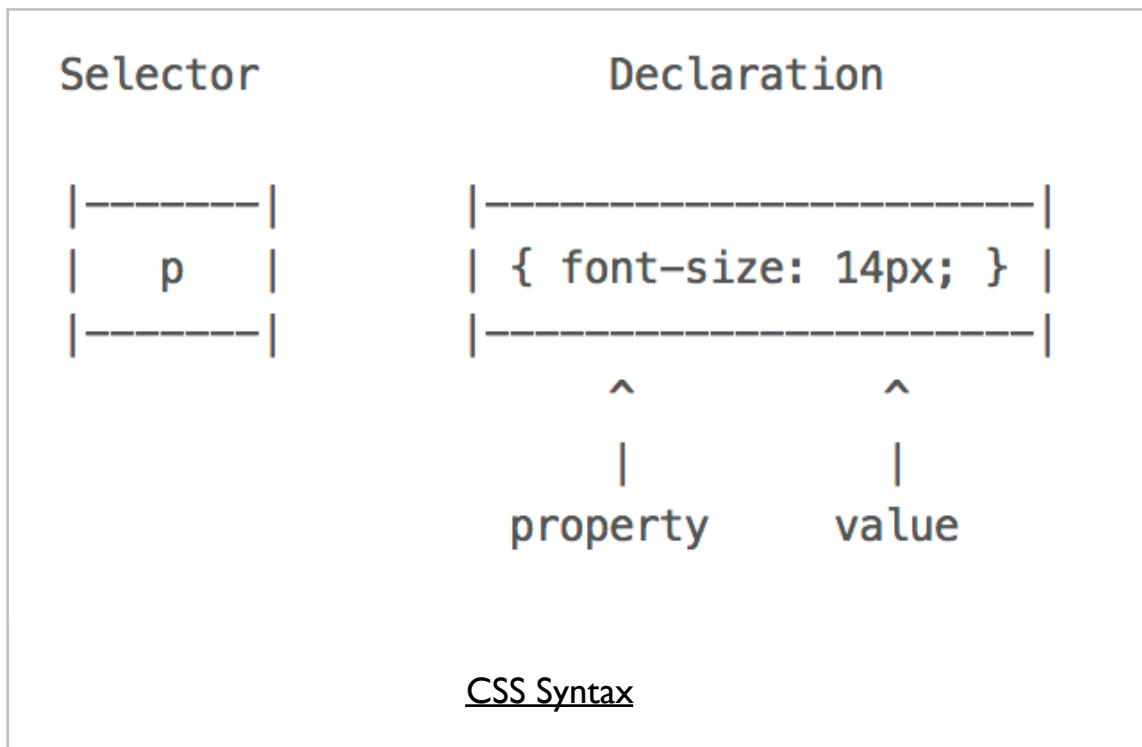 Selector Declaration
|-------| |----------------------|
| p | | { font-size: 14px; } |
|-------| |----------------------|
^ ^
| |
property value
CSS Syntax